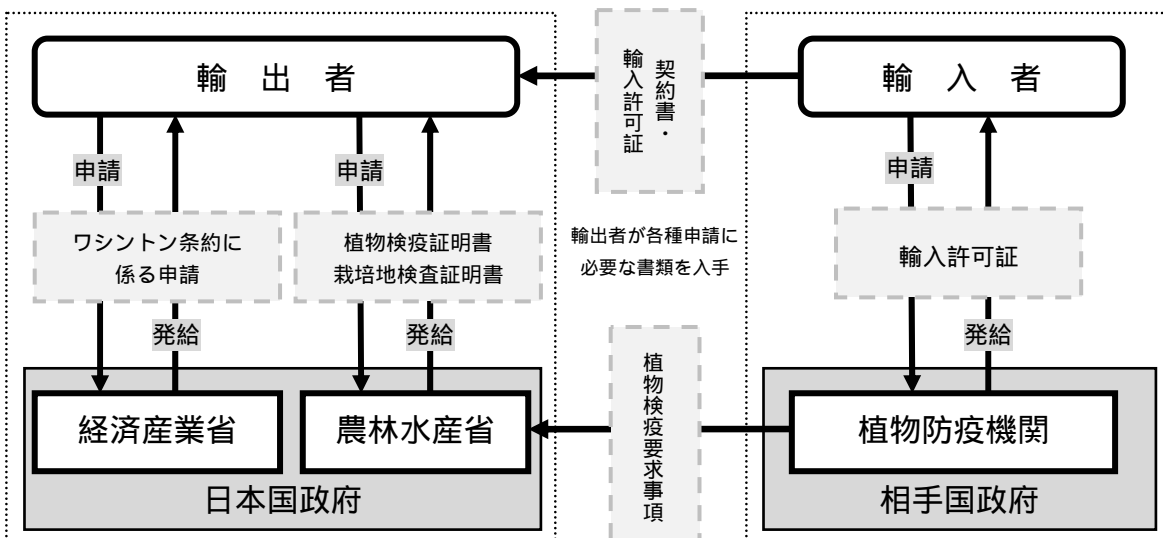 輸 出 者
契約書・
輸入許可証
輸 入 者
申請
申請
申請
ワシントン条約に
係る申請
植物検疫証明書
栽培地検査証明書
輸出者が各種申請に
必要な書類を入手
輸入許可証
発給
発給
発給
植物検疫要求事項
経済産業省
農林水産省
植物防疫機関
日本国政府
相手国政府